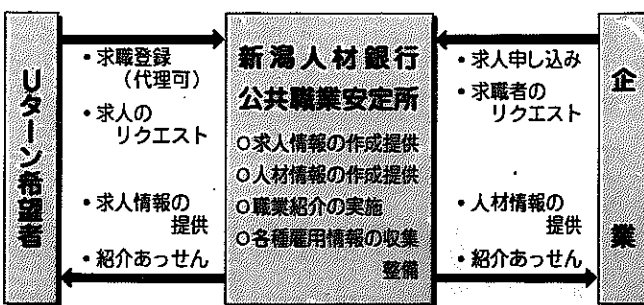 Uターン希望者
・求職登録
(代理可)
・求人の
リクエスト
・求人情報の
提供
・紹介あっせん
新潟人材銀行
公共職業安定所
○求人情報の作成提供
○人材情報の作成提供
○職業紹介の実施
○各種雇用情報の収集
整備
・求人申し込み
・求職者の
リクエスト
・人材情報の
提供
・紹介あっせん
企業